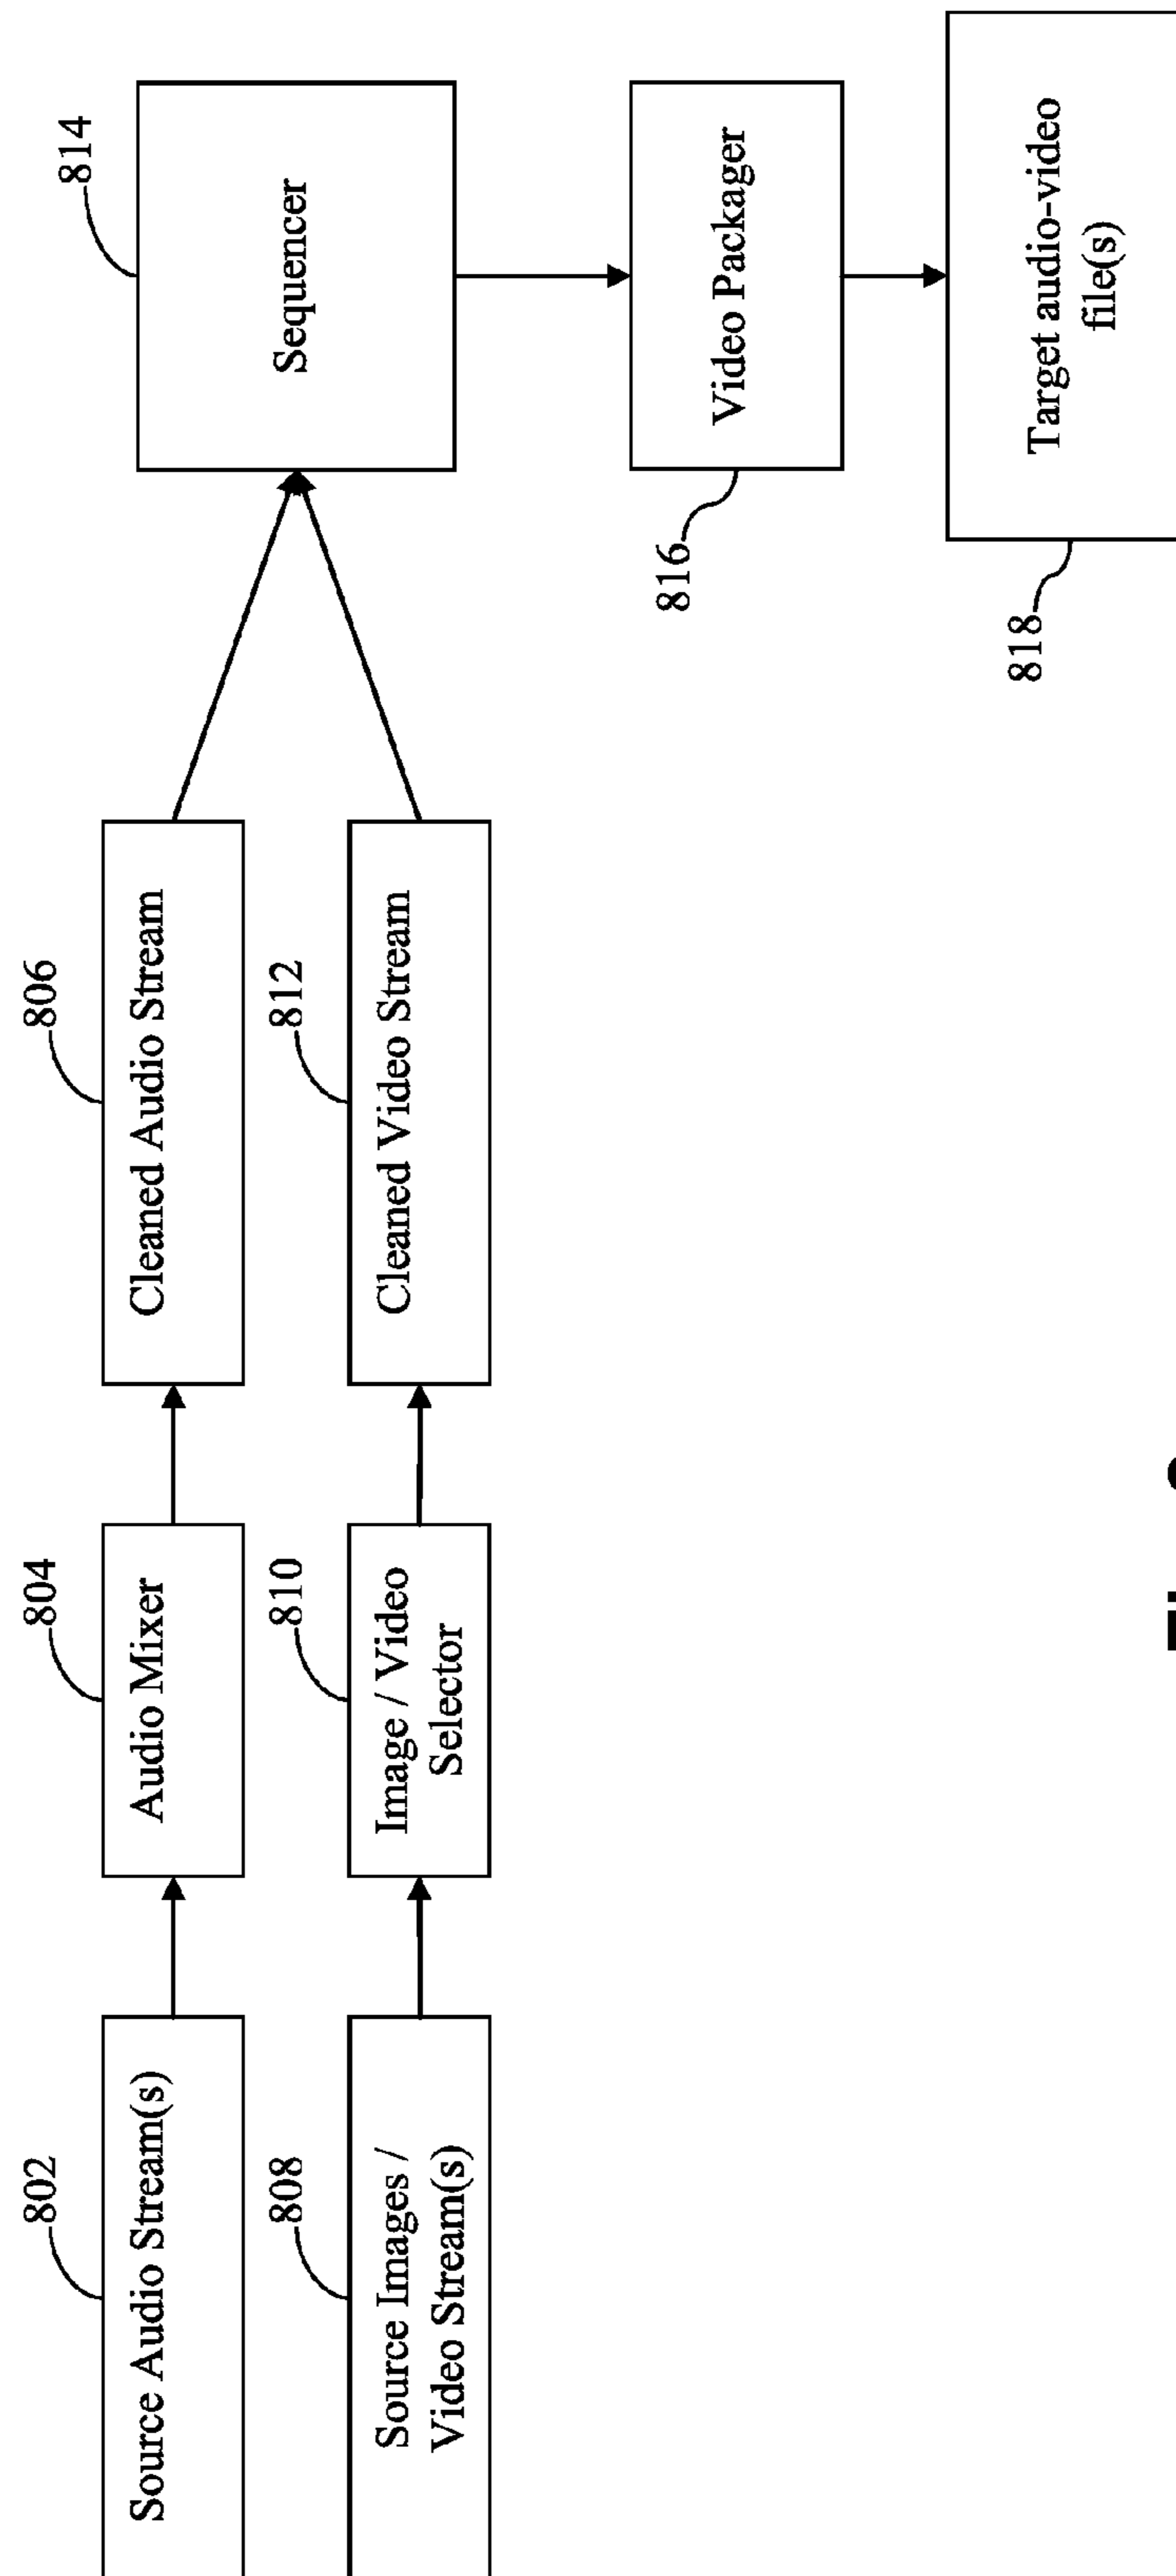 802
Source Audio Stream(s)
804
Audio Mixer
806
Cleaned Audio Stream
808
Source Images /
Video Stream(s)
810
Image / Video
Selector
812
Cleaned Video Stream
814
Sequencer
816
Video Packager
818
Target audio-video
file(s)